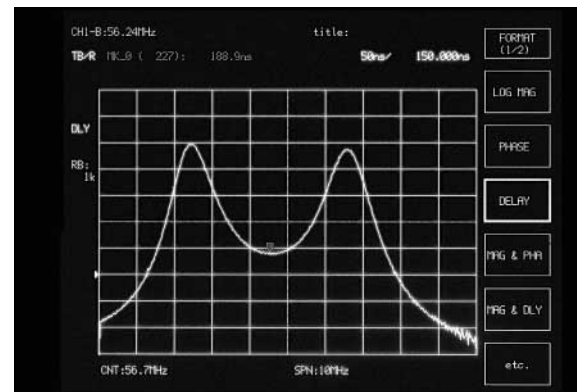 CH1-B:56.24MHz title:
TB/R MK_0 ( 227): 188.9ns 50ns/ 150.000ns
DLY
RB:
1k
CNT:56.7MHz SPN:10MHz
FORMAT
(1/2)
LOG MAG
PHASE
DELAY
MAG & PHA
MAG & DLY
etc.